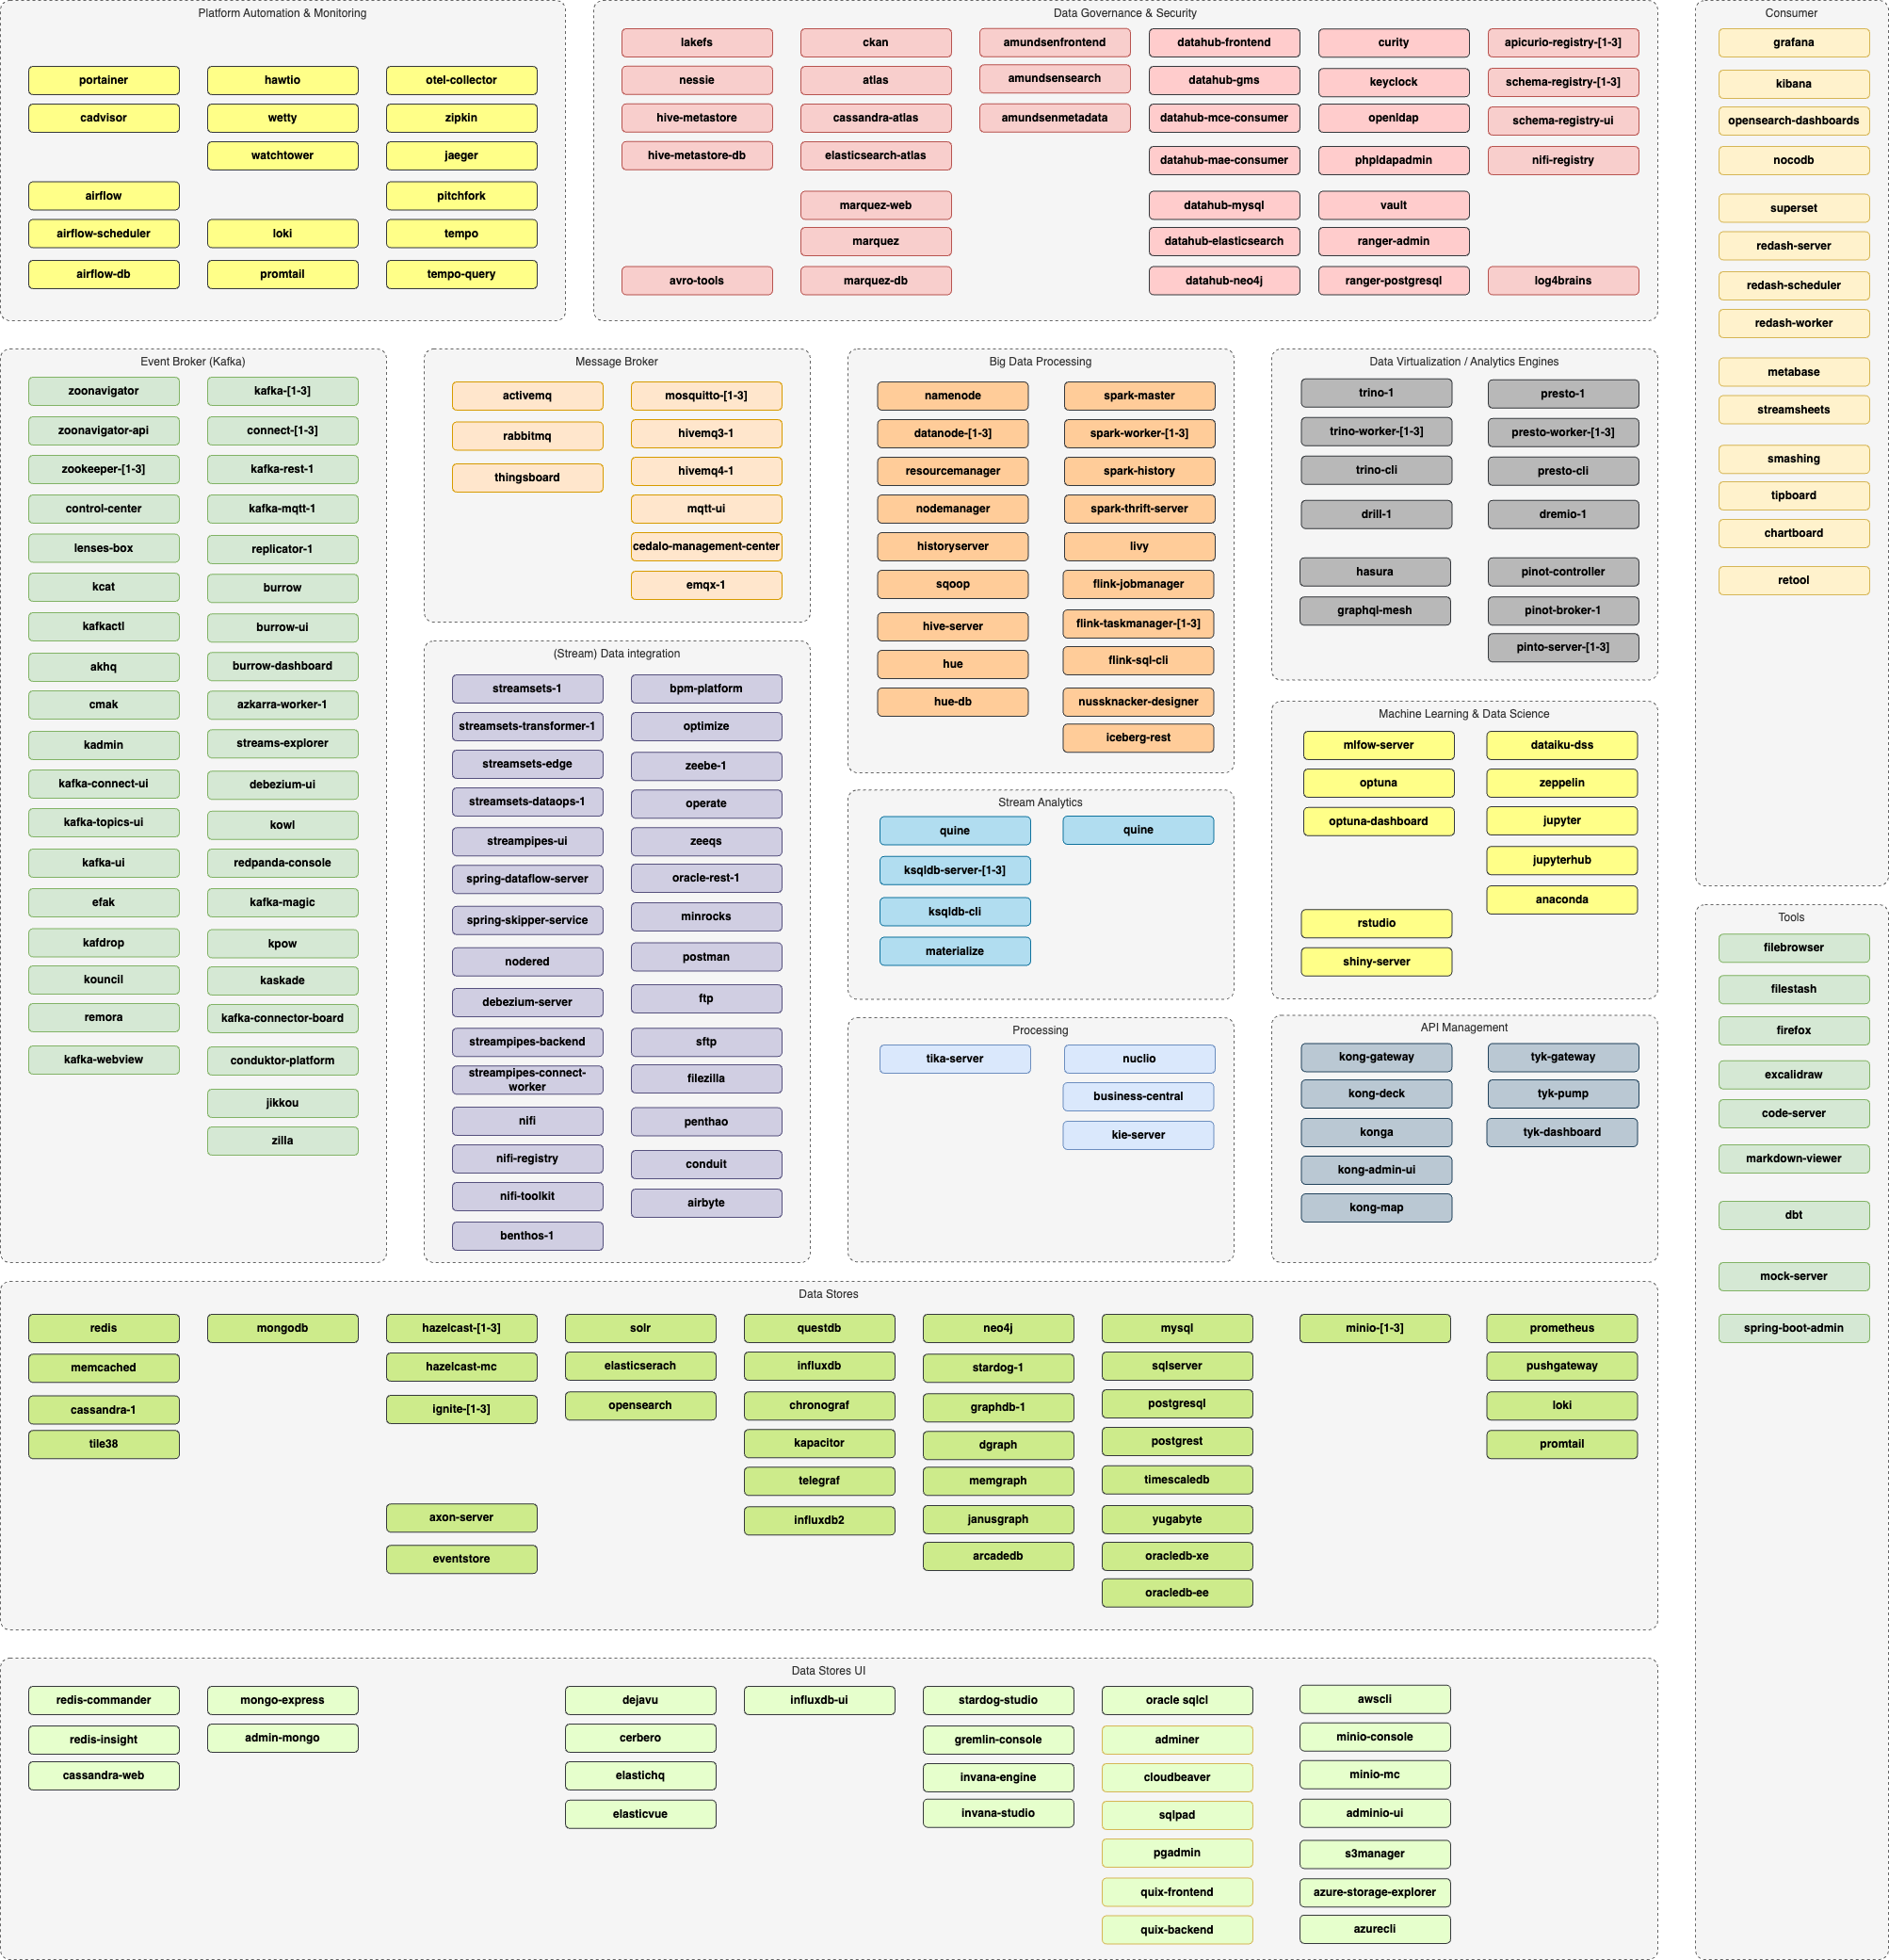 Platform Automation & Monitoring
portainer
cadvisor
airflow
airflow-scheduler
airflow-db
hawtio
wetty
watchtower
loki
promtail
otel-collector
zipkin
jaeger
pitchfork
tempo
tempo-query
Data Governance & Security
lakefs
nessie
hive-metastore
hive-metastore-db
avro-tools
ckan
atlas
cassandra-atlas
elasticsearch-atlas
marquez-web
marquez
marquez-db
amundsenfrontend
amundsensearch
amundsenmetadata
datahub-frontend
datahub-gms
datahub-mce-consumer
datahub-mae-consumer
datahub-mysql
datahub-elasticsearch
datahub-neo4j
curity
keyclock
openldap
phpldapadmin
vault
ranger-admin
ranger-postgresql
apicurio-registry-[1-3]
schema-registry-[1-3]
schema-registry-ui
nifi-registry
log4brains
Consumer
grafana
kibana
opensearch-dashboards
nocodb
superset
redash-server
redash-scheduler
redash-worker
metabase
streamsheets
smashing
tipboard
chartboard
retool
Event Broker (Kafka)
zoonavigator
zoonavigator-api
zookeeper-[1-3]
control-center
lenses-box
kcat
kafkactl
akhq
cmak
kadmin
kafka-connect-ui
kafka-topics-ui
kafka-ui
efak
kafdrop
kouncil
remora
kafka-webview
kafka-[1-3]
connect-[1-3]
kafka-rest-1
kafka-mqtt-1
replicator-1
burrow
burrow-ui
burrow-dashboard
azkarra-worker-1
streams-explorer
debezium-ui
kowl
redpanda-console
kafka-magic
kpow
kaskade
kafka-connector-board
conduktor-platform
jikkou
zilla
Message Broker
activemq
rabbitmq
thingsboard
mosquitto-[1-3]
hivemq3-1
hivemq4-1
mqtt-ui
cedalo-management-center
emqx-1
(Stream) Data integration
streamsets-1
streamsets-transformer-1
streamsets-edge
streamsets-dataops-1
streampipes-ui
spring-dataflow-server
spring-skipper-service
nodered
debezium-server
streampipes-backend
streampipes-connect-
worker
nifi
nifi-registry
nifi-toolkit
benthos-1
bpm-platform
optimize
zeebe-1
operate
zeeqs
oracle-rest-1
minrocks
postman
ftp
sftp
filezilla
penthao
conduit
airbyte
Big Data Processing
namenode
datanode-[1-3]
resourcemanager
nodemanager
historyserver
sqoop
hive-server
hue
hue-db
spark-master
spark-worker-[1-3]
spark-history
spark-thrift-server
livy
flink-jobmanager
flink-taskmanager-[1-3]
flink-sql-cli
nussknacker-designer
iceberg-rest
Stream Analytics
quine
ksqldb-server-[1-3]
ksqldb-cli
materialize
quine
Processing
tika-server
nuclio
business-central
kie-server
Data Virtualization / Analytics Engines
trino-1
trino-worker-[1-3]
trino-cli
drill-1
hasura
graphql-mesh
presto-1
presto-worker-[1-3]
presto-cli
dremio-1
pinot-controller
pinot-broker-1
pinto-server-[1-3]
Machine Learning & Data Science
mlfow-server
optuna
optuna-dashboard
rstudio
shiny-server
dataiku-dss
zeppelin
jupyter
jupyterhub
anaconda
API Management
kong-gateway
kong-deck
konga
kong-admin-ui
kong-map
tyk-gateway
tyk-pump
tyk-dashboard
Tools
filebrowser
filestash
firefox
excalidraw
code-server
markdown-viewer
dbt
mock-server
spring-boot-admin
Data Stores
redis
memcached
cassandra-1
tile38
mongodb
hazelcast-[1-3]
hazelcast-mc
ignite-[1-3]
axon-server
eventstore
solr
elasticserach
opensearch
questdb
influxdb
chronograf
kapacitor
telegraf
influxdb2
neo4j
stardog-1
graphdb-1
dgraph
memgraph
janusgraph
arcadedb
mysql
sqlserver
postgresql
postgrest
timescaledb
yugabyte
oracledb-xe
oracledb-ee
minio-[1-3]
prometheus
pushgateway
loki
promtail
Data Stores UI
redis-commander
redis-insight
cassandra-web
mongo-express
admin-mongo
dejavu
cerbero
elastichq
elasticvue
influxdb-ui
stardog-studio
gremlin-console
invana-engine
invana-studio
oracle sqlcl
adminer
cloudbeaver
sqlpad
pgadmin
quix-frontend
quix-backend
awscli
minio-console
minio-mc
adminio-ui
s3manager
azure-storage-explorer
azurecli